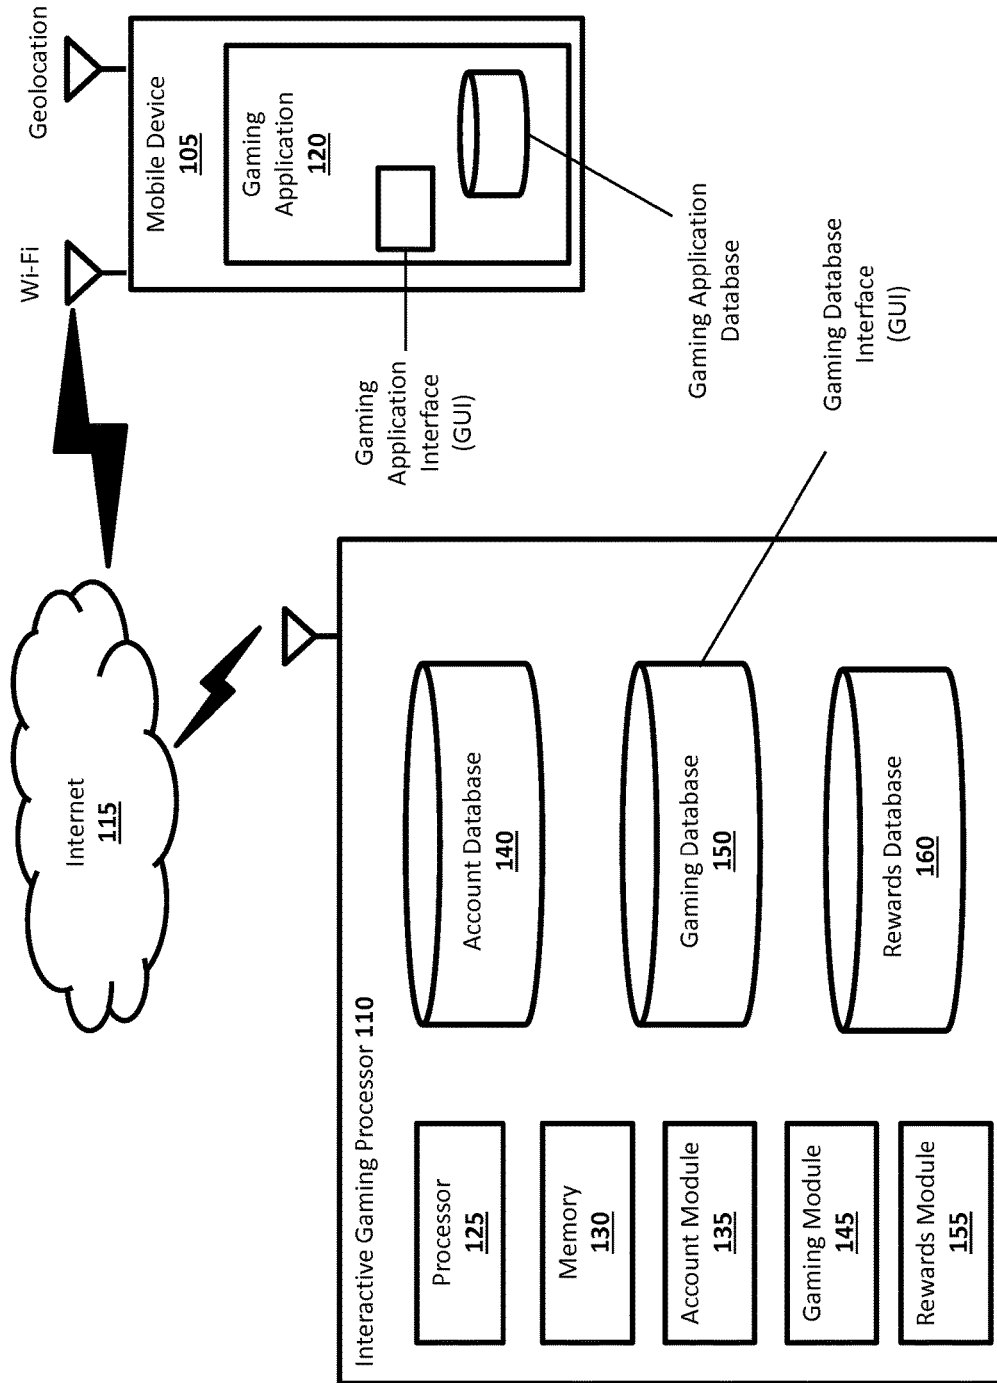 Internet
115
Wi-Fi
Geolocation
Mobile Device
105
Gaming
Application
120
Gaming
Application
Interface
(GUI)
Gaming Application
Database
Gaming Database
Interface
(GUI)
Interactive Gaming Processor 110
Processor
125
Memory
130
Account Module
135
Gaming Module
145
Rewards Module
155
Account Database
140
Gaming Database
150
Rewards Database
160